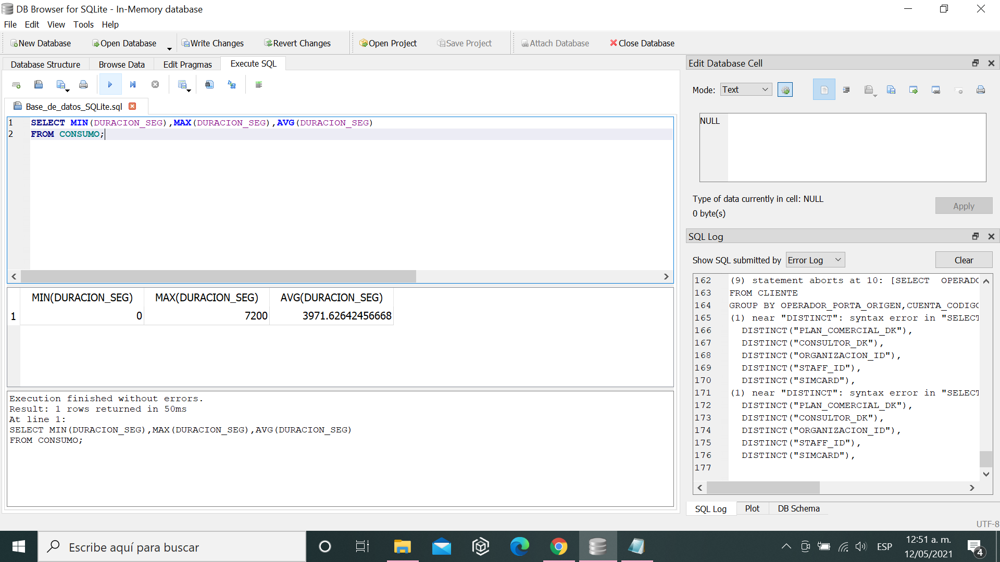 DB Browser for SQLite - In-Memory database
File Edit View Tools Help
New Database Open Database Write Changes Revert Changes Open Project Save Project Attach Database Close Database
Database Structure Browse Data Edit Pragmas Execute SQL
Base_de_datos_SQLite.sql
1 SELECT MIN(DURACION_SEG),MAX(DURACION_SEG),AVG(DURACION_SEG)
2 FROM CONSUMO;
MIN(DURACION_SEG) MAX(DURACION_SEG) AVG(DURACION_SEG)
1 0 7200 3971.62642456668
Execution finished without errors.
Result: 1 rows returned in 50ms
At line 1:
SELECT MIN(DURACION_SEG),MAX(DURACION_SEG),AVG(DURACION_SEG)
FROM CONSUMO;
Edit Database Cell
Mode: Text
NULL
Type of data currently in cell: NULL
0 byte(s)
Apply
SQL Log
Show SQL submitted by Error Log Clear
162 (9) statement aborts at 10: [SELECT OPERADO
163 FROM CLIENTE
164 GROUP BY OPERADOR_PORTA_ORIGEN,CUENTA_CODIGO
165 (1) near "DISTINCT": syntax error in "SELECT
166 DISTINCT("PLAN_COMERCIAL_DK"),
167 DISTINCT("CONSULTOR_DK"),
168 DISTINCT("ORGANIZACION_ID"),
169 DISTINCT("STAFF_ID"),
170 DISTINCT("SIMCARD"),
171 (1) near "DISTINCT": syntax error in "SELECT
172 DISTINCT("PLAN_COMERCIAL_DK"),
173 DISTINCT("CONSULTOR_DK"),
174 DISTINCT("ORGANIZACION_ID"),
175 DISTINCT("STAFF_ID"),
176 DISTINCT("SIMCARD"),
177
SQL Log Plot DB Schema
UTF-8
Escribe aquí para buscar
ESP
12:51 a. m.
12/05/2021
4